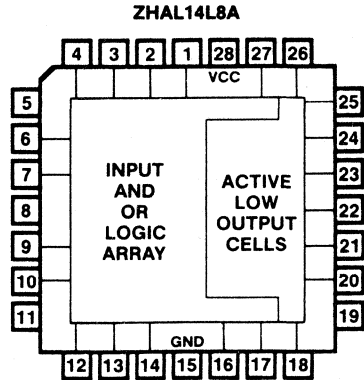 ZHAL14L8A
4 3 2 1 28 27 26
VCC
5 25
6 24
7 23
8 22
9 21
10 20
11 19
INPUT
AND
OR
LOGIC
ARRAY
ACTIVE
LOW
OUTPUT
CELLS
GND
12 13 14 15 16 17 18